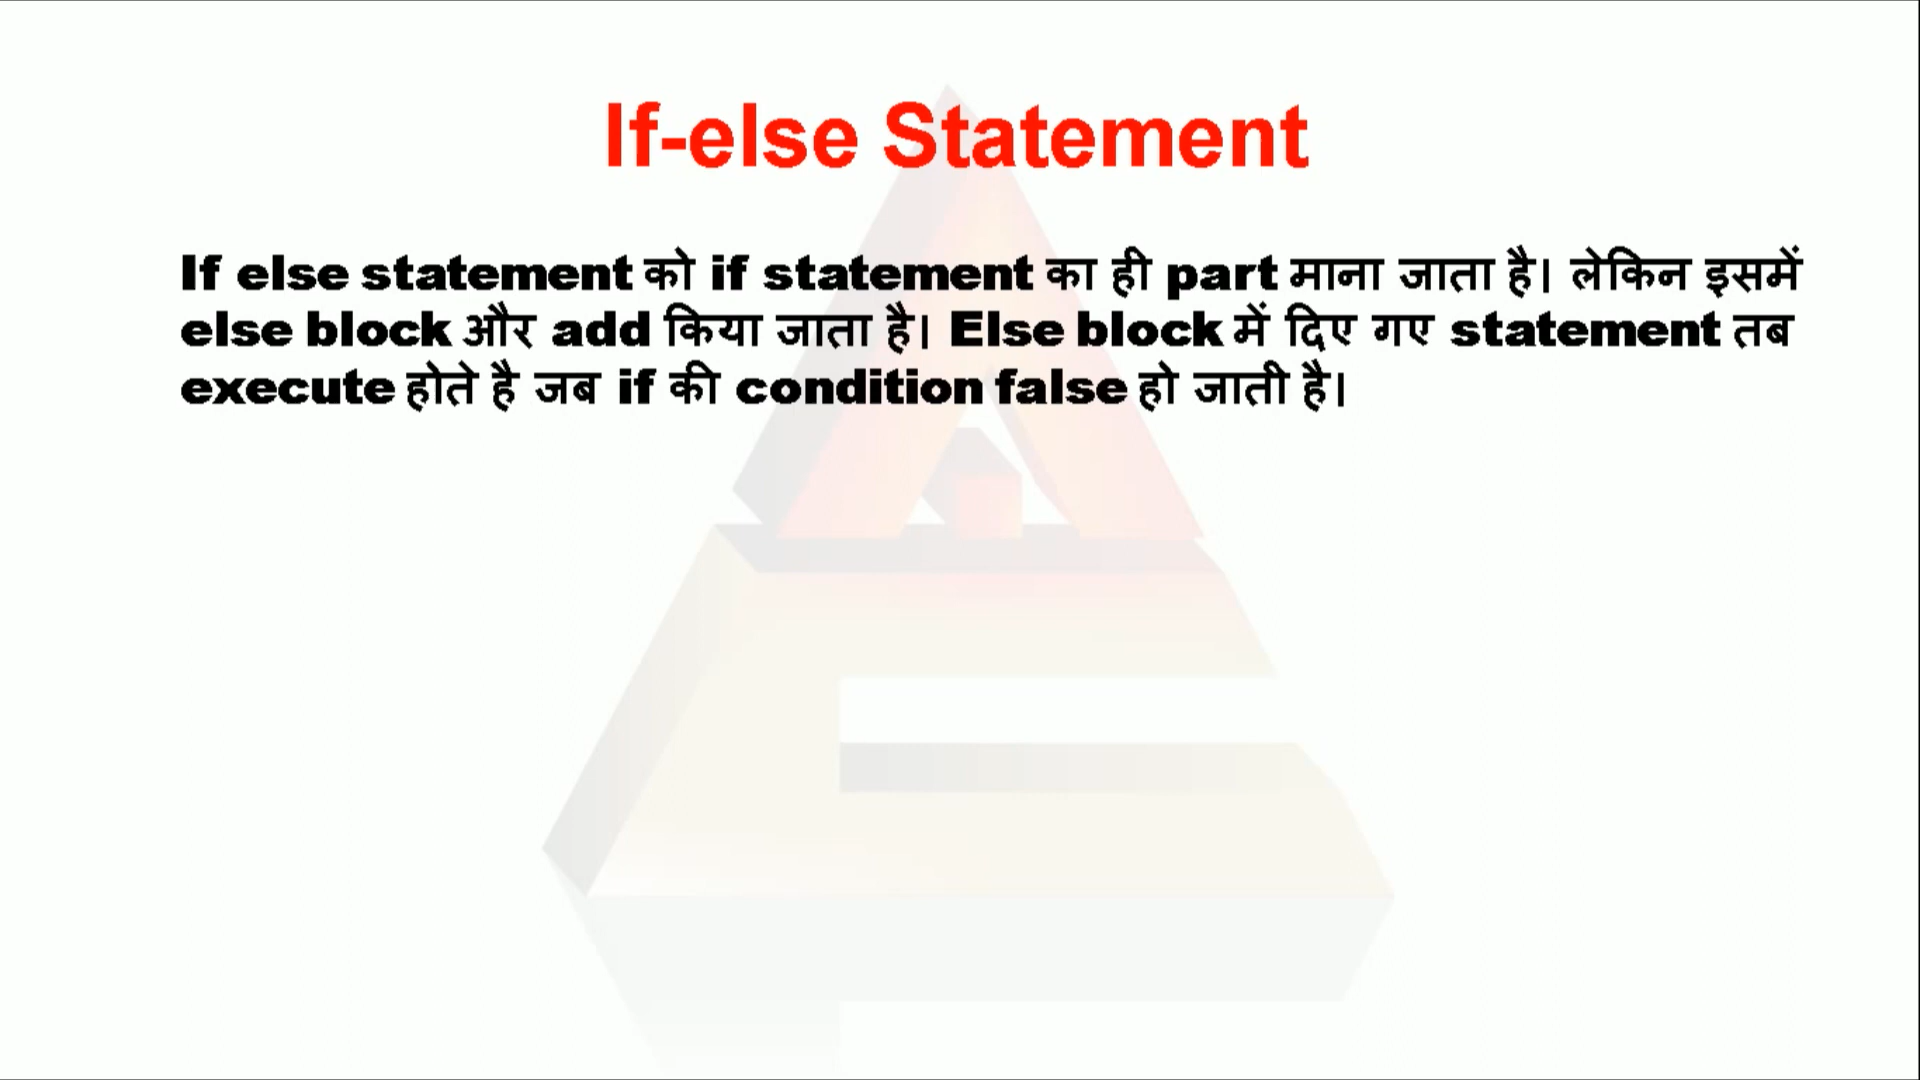 If-else Statement
If else statement को if statement का ही part माना जाता है। लेकिन इसमें
else block और add किया जाता है। Else block में दिए गए statement तब
execute होते है जब if की condition false हो जाती है।